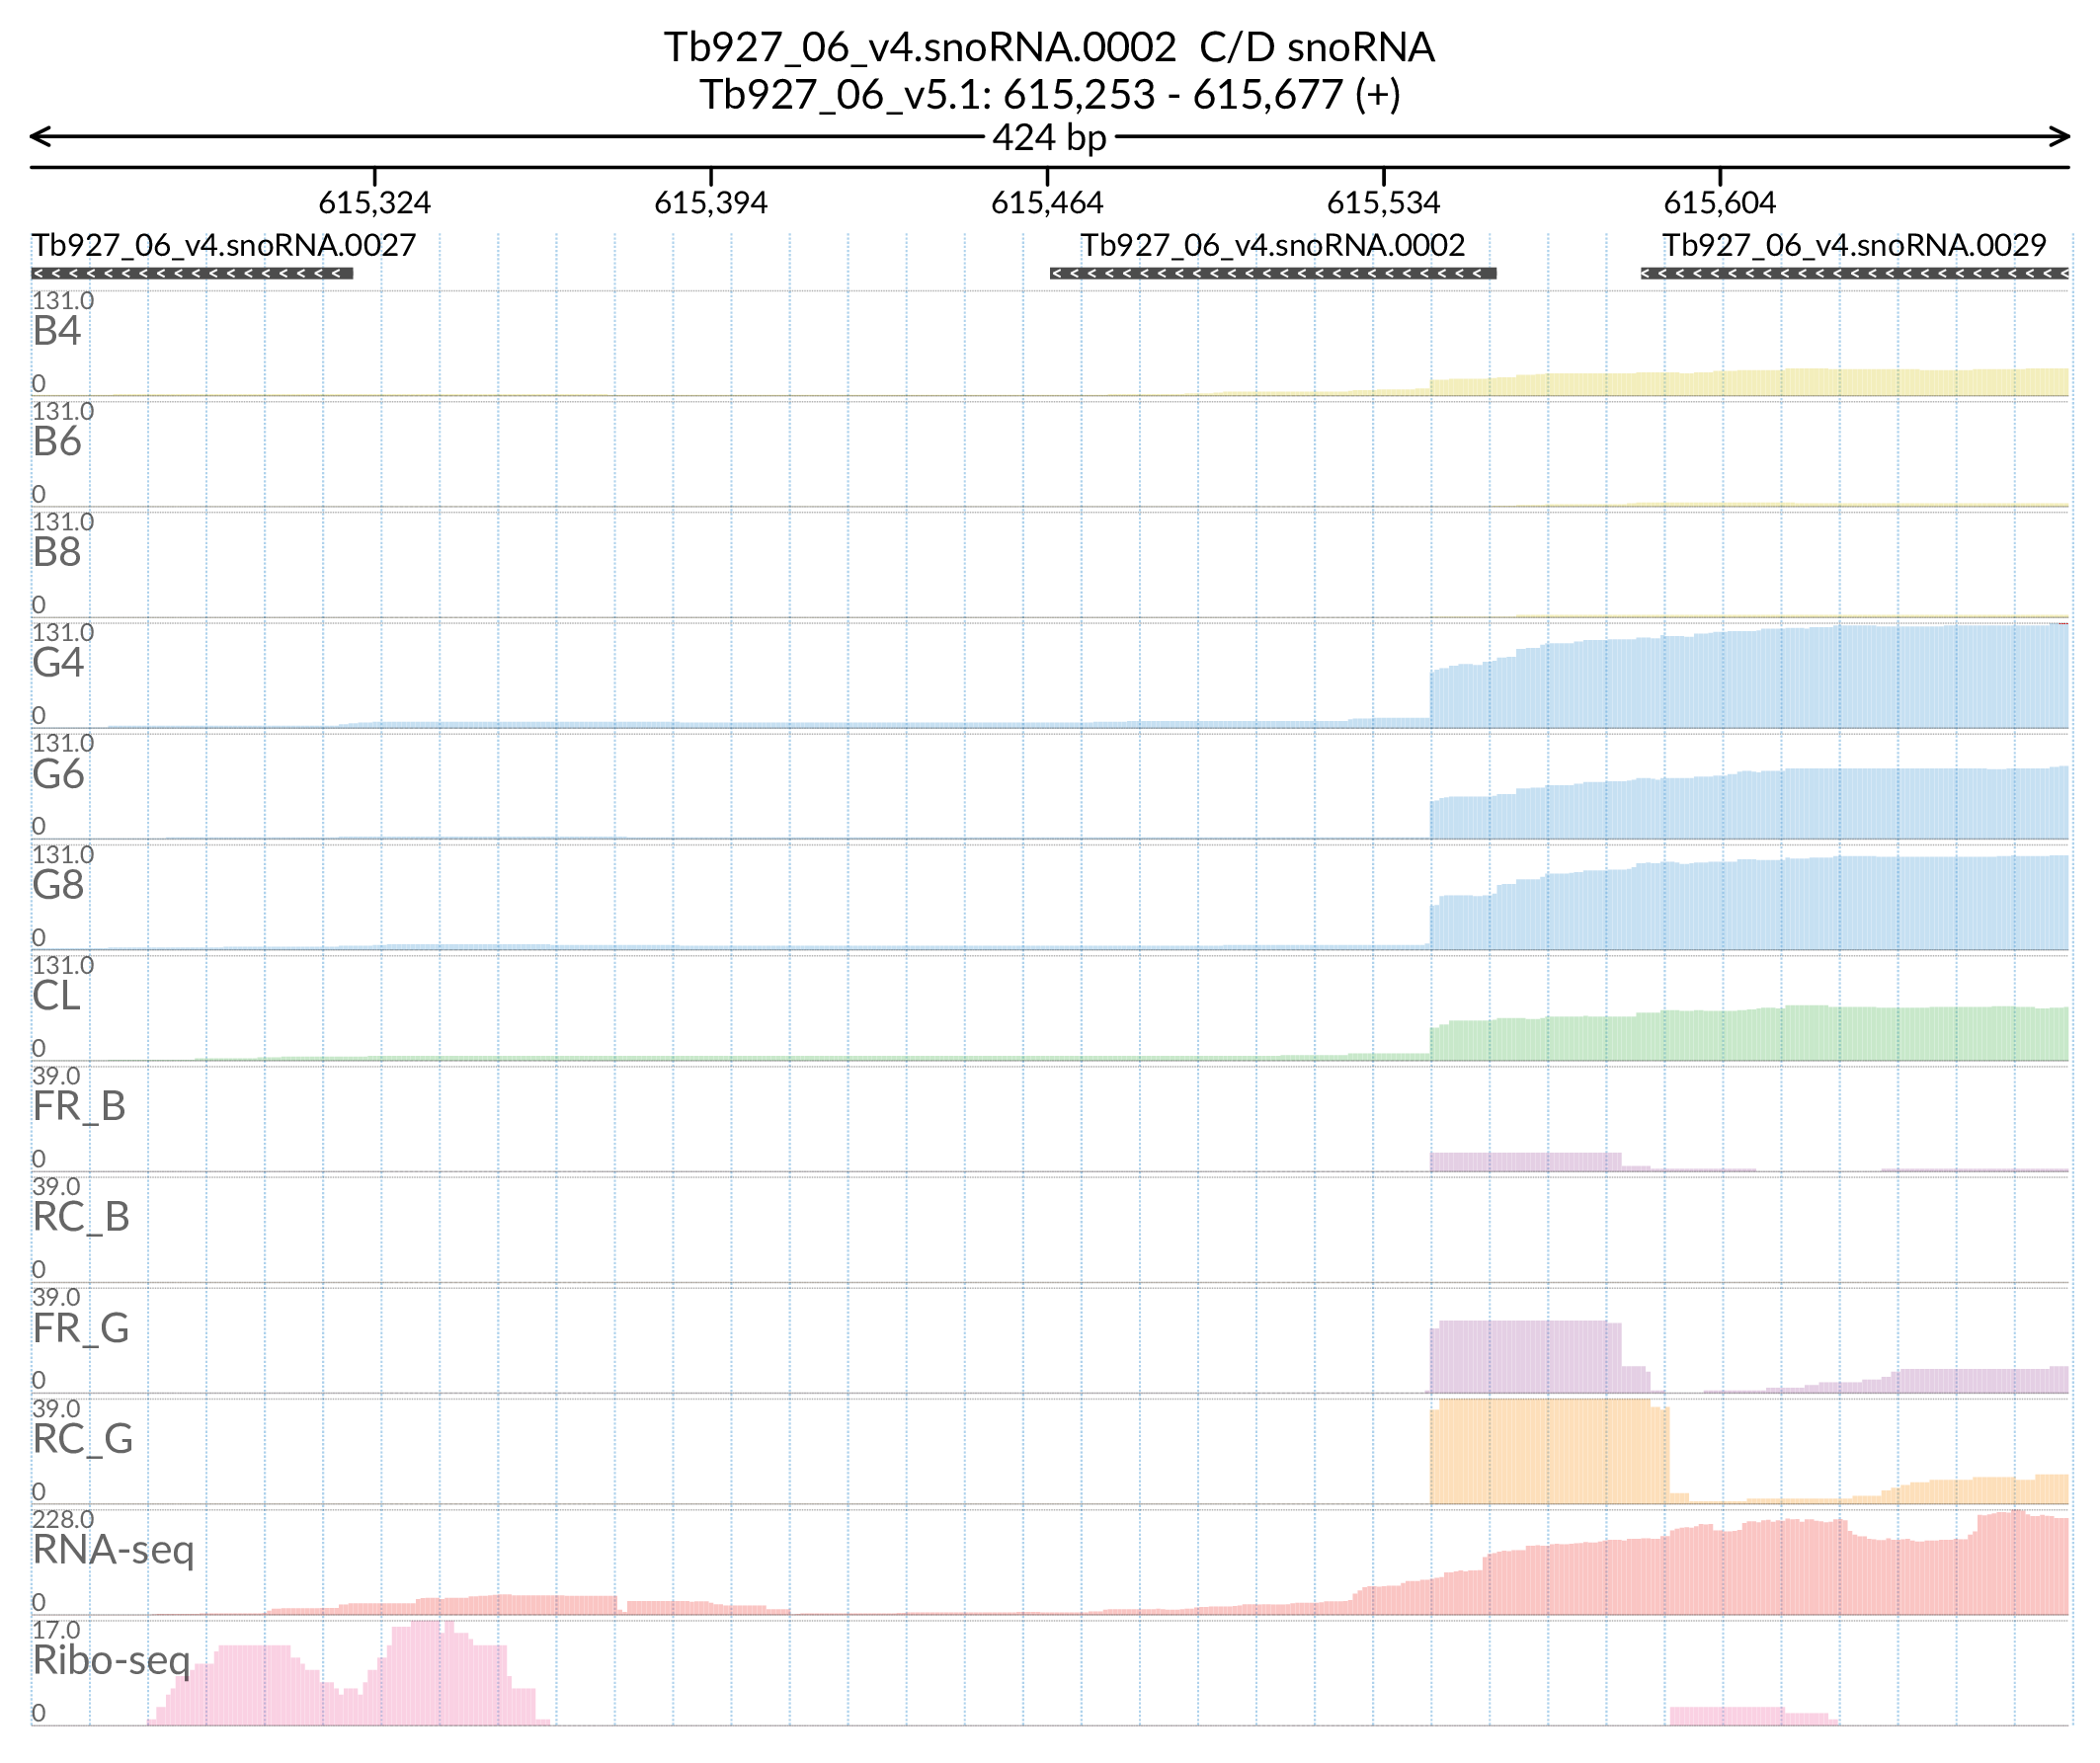 Tb927_06_v4.snoRNA.0002 C/D snoRNA
Tb927_06_v5.1: 615,253 - 615,677 (+)
424 bp
615,324 615,394 615,464 615,534 615,604
Tb927_06_v4.snoRNA.0027 Tb927_06_v4.snoRNA.0002 Tb927_06_v4.snoRNA.0029
131.0
B4
0
131.0
B6
0
131.0
B8
0
131.0
G4
0
131.0
G6
0
131.0
G8
0
131.0
CL
0
39.0
FR_B
0
39.0
RC_B
0
39.0
FR_G
0
39.0
RC_G
0
228.0
RNA-seq
0
17.0
Ribo-seq
0